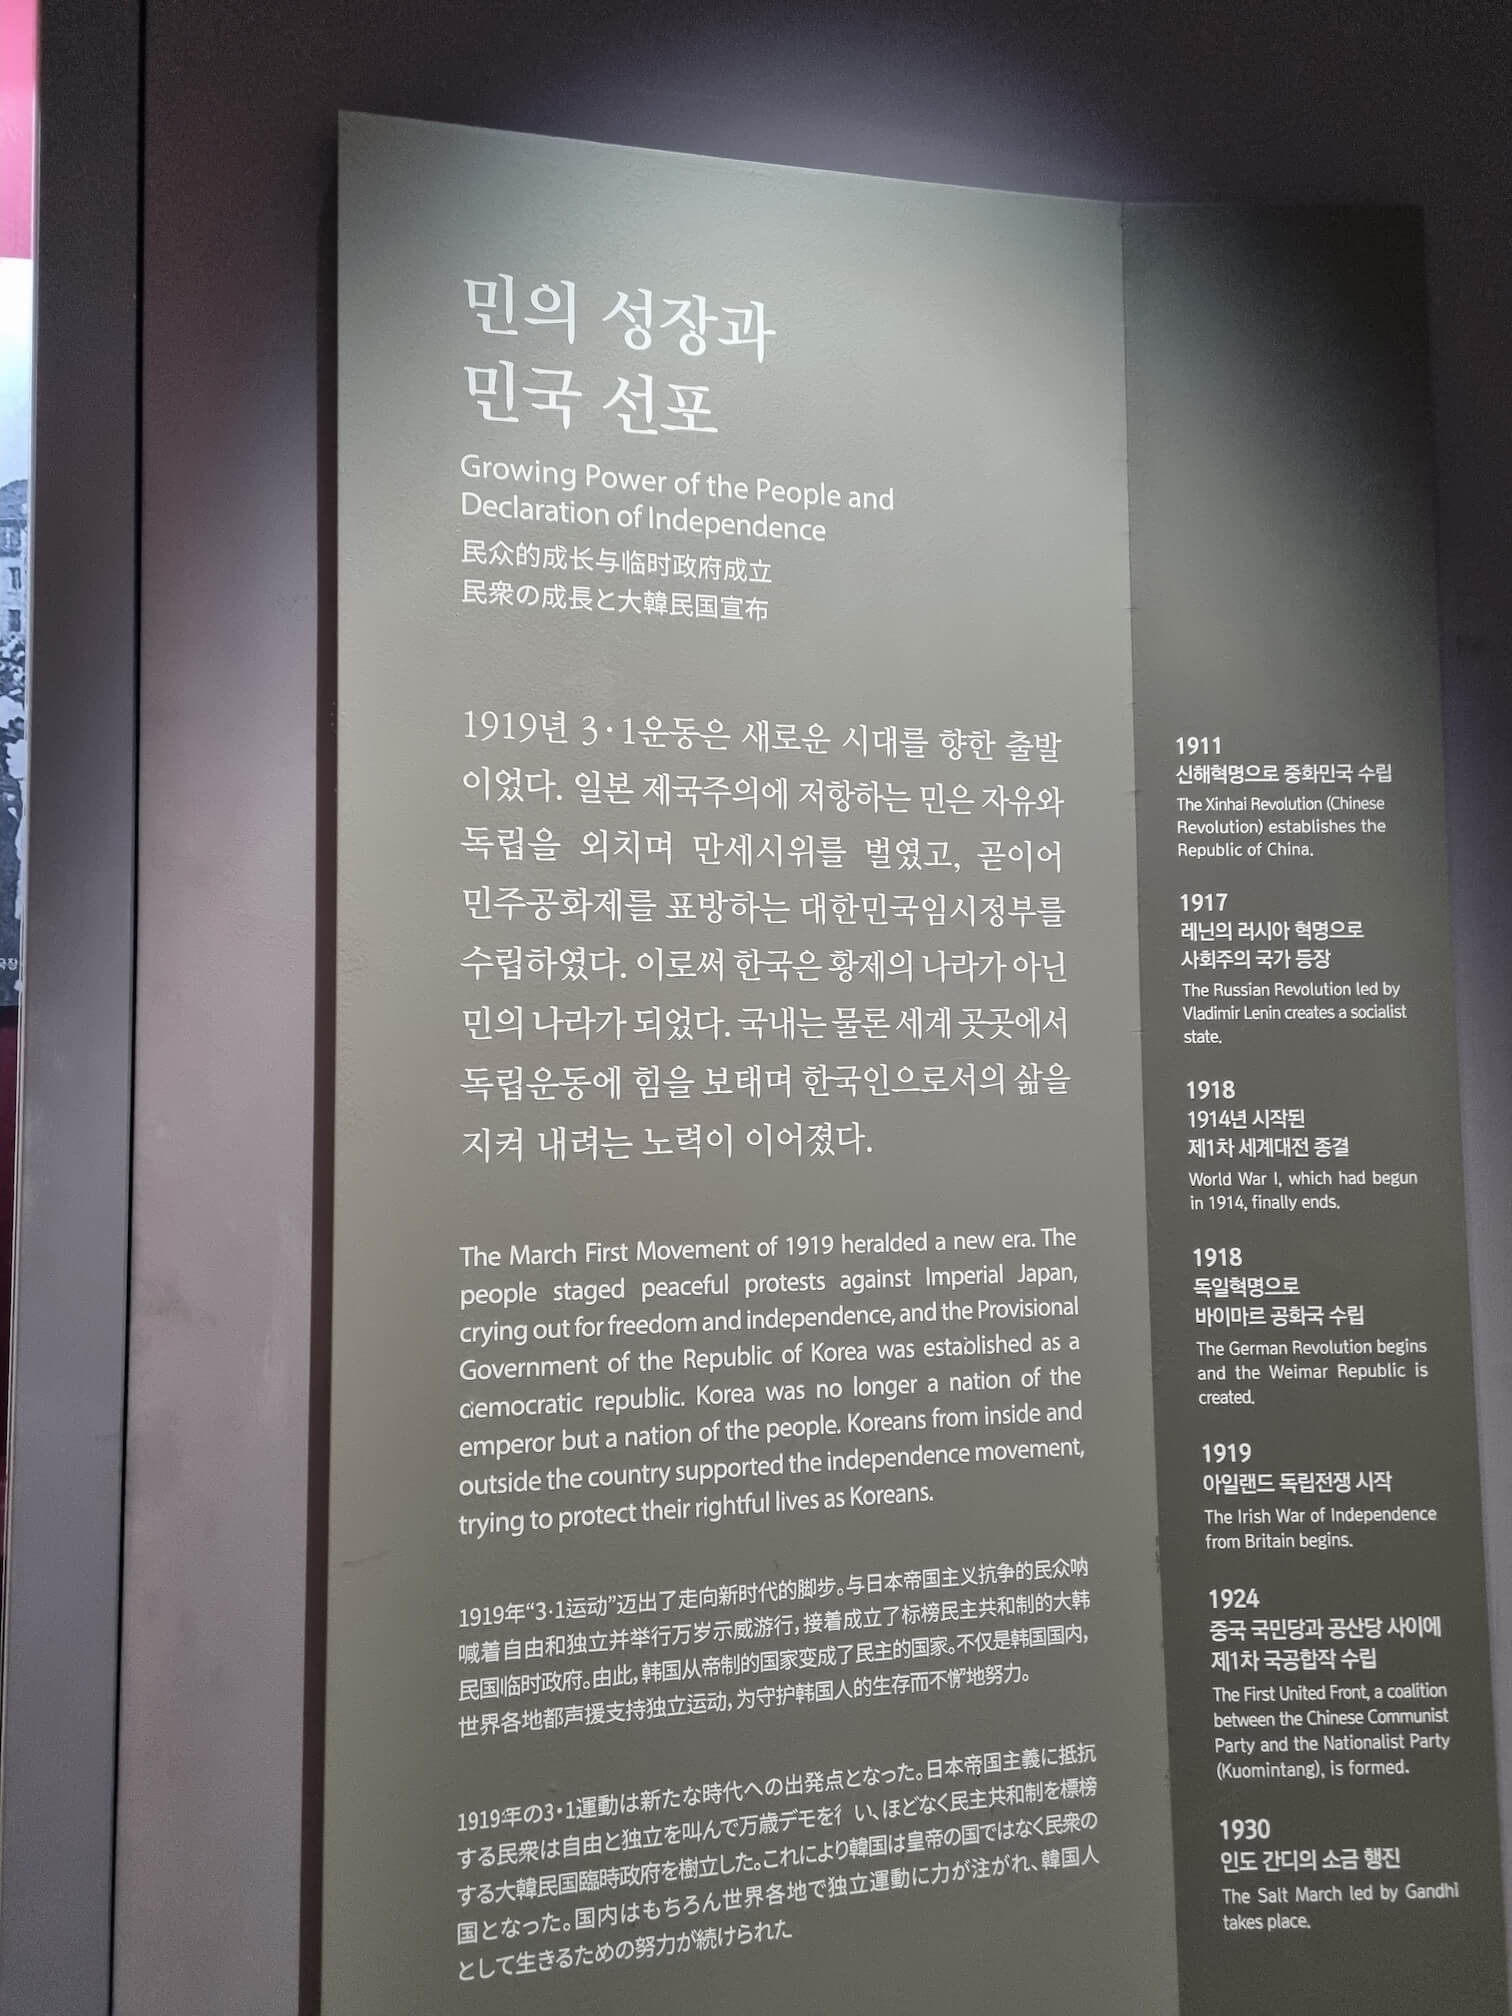 민의 성장과
민국 선포
Growing Power of the People and
Declaration of Independence
民众的成长与临时政府成立
民衆の成長と大韓民国宣布
1919년 3·1운동은 새로운 시대를 향한 출발
이었다. 일본 제국주의에 저항하는 민은 자유와
독립을 외치며 만세시위를 벌였고, 곧이어
민주공화제를 표방하는 대한민국임시정부를
수립하였다. 이로써 한국은 황제의 나라가 아닌
민의 나라가 되었다. 국내는 물론 세계 곳곳에서
독립운동에 힘을 보태며 한국인으로서의 삶을
지켜 내려는 노력이 이어졌다.
The March First Movement of 1919 heralded a new era. The
people staged peaceful protests against Imperial Japan,
crying out for freedom and independence, and the Provisional
Government of the Republic of Korea was established as a
democratic republic. Korea was no longer a nation of the
emperor but a nation of the people. Koreans from inside and
outside the country supported the independence movement,
trying to protect their rightful lives as Koreans.
1919年“3·1运动”迈出了走向新时代的脚步。与日本帝国主义抗争的民众呐
喊着自由和独立并举行万岁示威游行，接着成立了标榜民主共和制的大韩
民国临时政府。由此，韩国从帝制的国家变成了民主的国家。不仅是韩国国内，
世界各地都声援支持独立运动，为守护韩国人的生存而不懈地努力。
1919年の3・1運動は新たな時代への出発点となった。日本帝国主義に抵抗
する民衆は自由と独立を叫んで万歳デモを行い、ほどなく民主共和制を標榜
する大韓民国臨時政府を樹立した。これにより韓国は皇帝の国ではなく民衆の
国となった。国内はもちろん世界各地で独立運動に力が注がれ、韓国人
として生きるための努力が続けられた
1911
신해혁명으로 중화민국 수립
The Xinhai Revolution (Chinese
Revolution) establishes the
Republic of China.
1917
레닌의 러시아 혁명으로
사회주의 국가 등장
The Russian Revolution led by
Vladimir Lenin creates a socialist
state.
1918
1914년 시작된
제1차 세계대전 종결
World War I, which had begun
in 1914, finally ends.
1918
독일혁명으로
바이마르 공화국 수립
The German Revolution begins
and the Weimar Republic is
created.
1919
아일랜드 독립전쟁 시작
The Irish War of Independence
from Britain begins.
1924
중국 국민당과 공산당 사이에
제1차 국공합작 수립
The First United Front, a coalition
between the Chinese Communist
Party and the Nationalist Party
(Kuomintang), is formed.
1930
인도 간디의 소금 행진
The Salt March led by Gandhi
takes place.